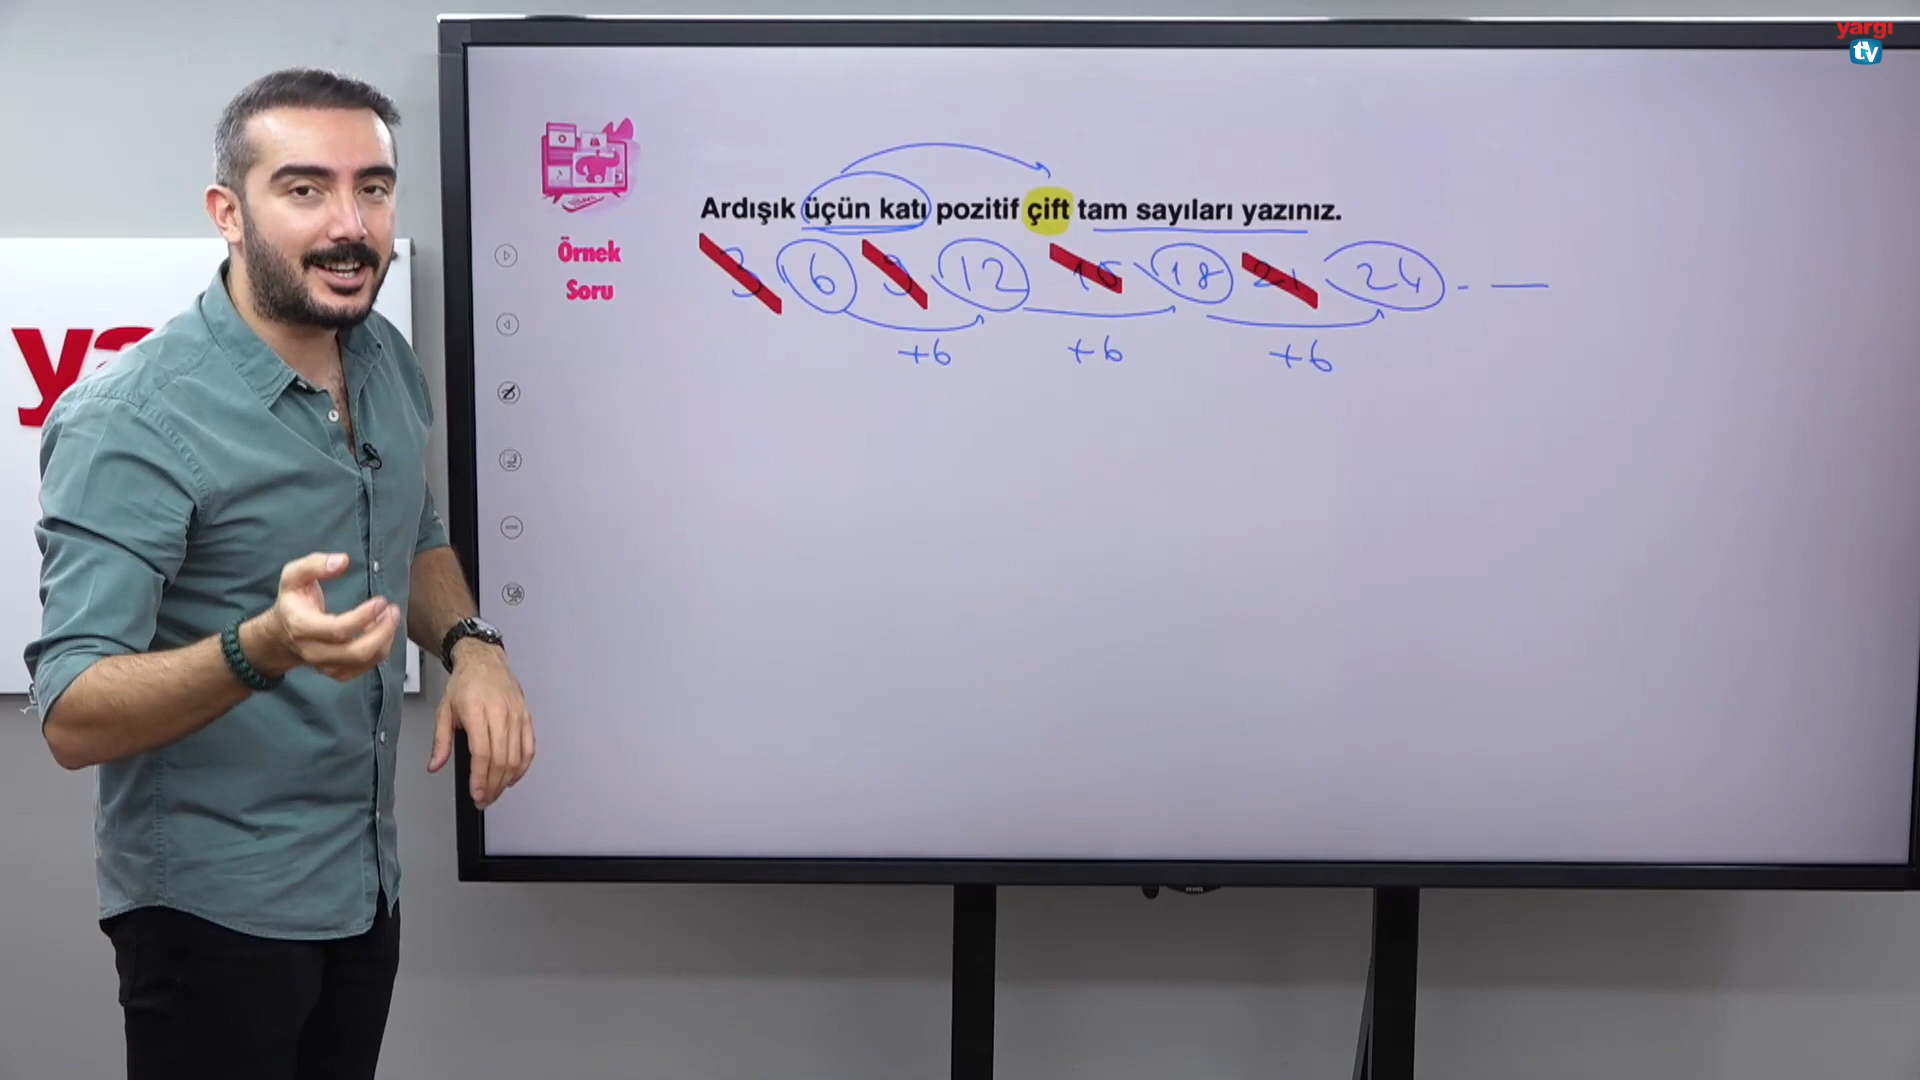 yargı
tv
Ardışık üçün katı pozitif çift tam sayıları yazınız.
Örnek
Soru
3 6 9 12 15 18 21 24 - —
+6 +6 +6
ya